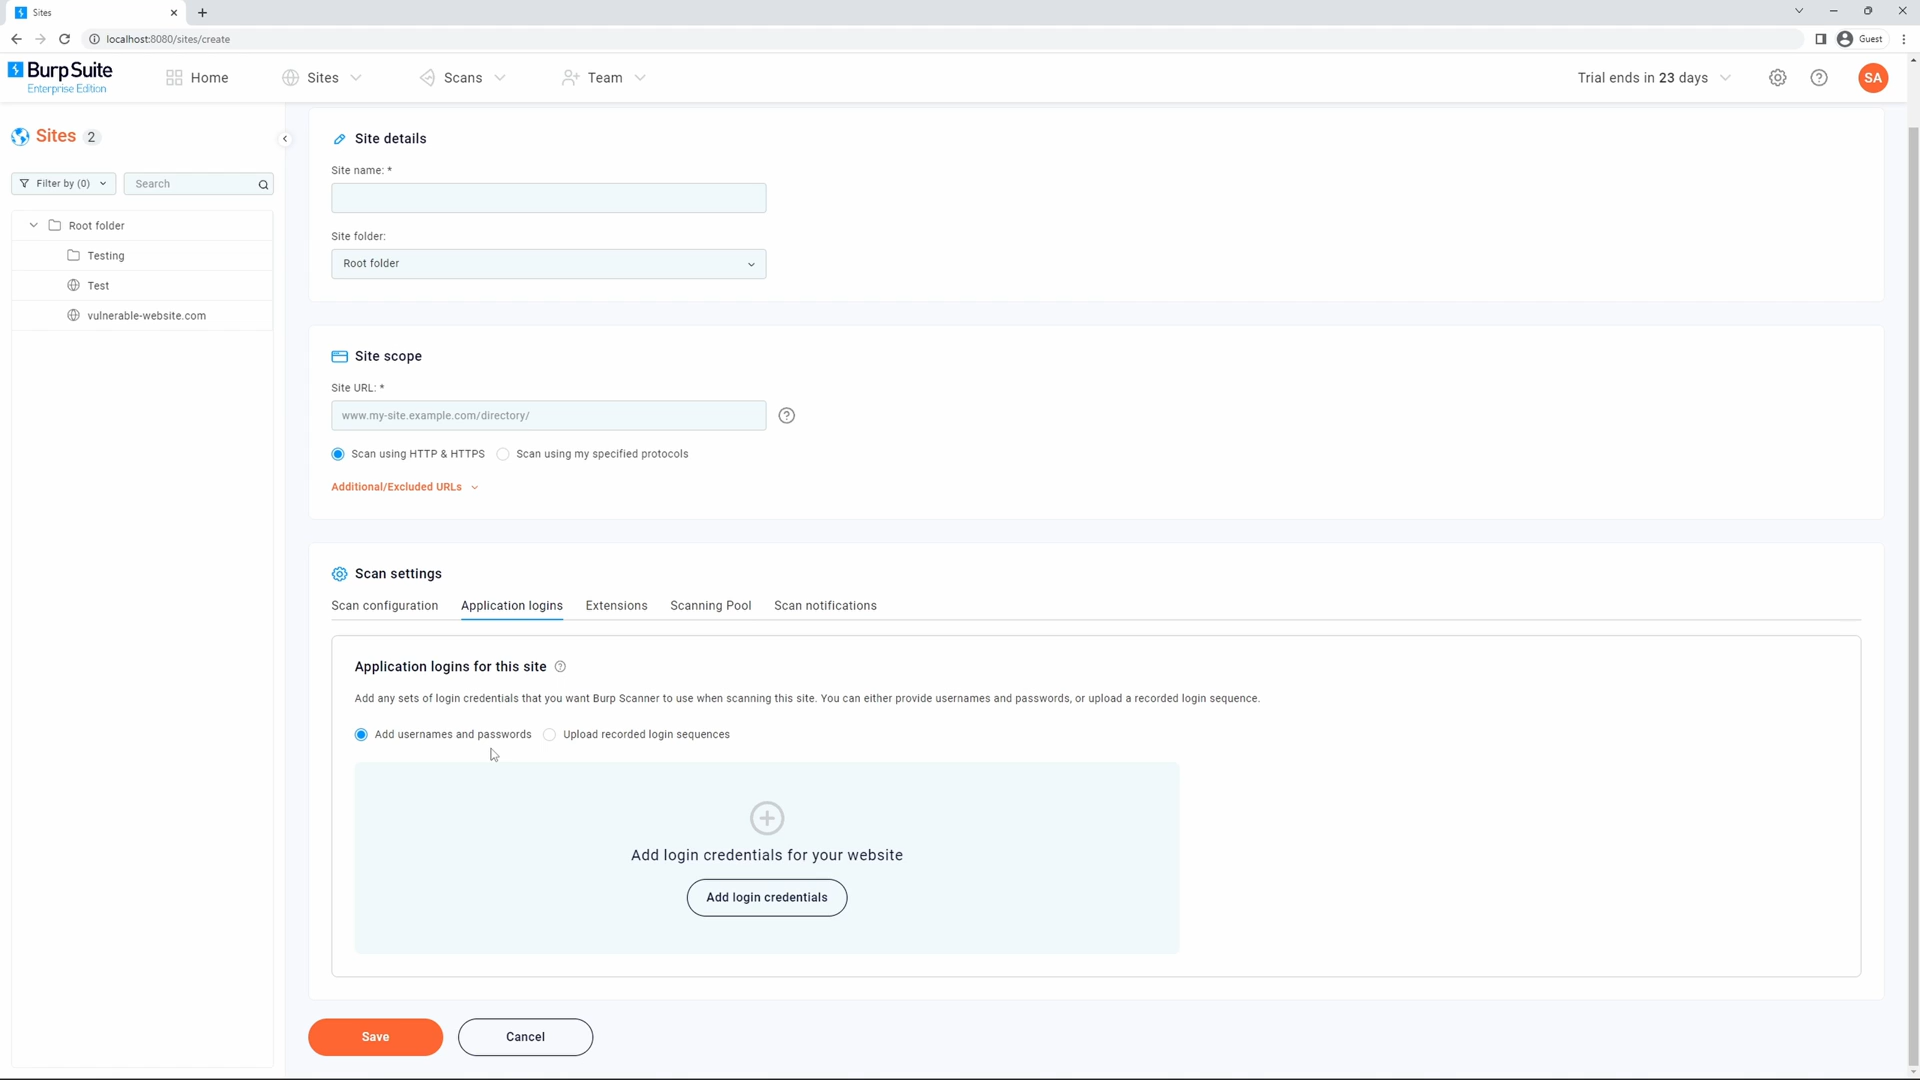 Sites
localhost:8080/sites/create
Guest
Burp Suite
Enterprise Edition
Home
Sites
Scans
Team
Trial ends in 23 days
SA
Sites 2
Filter by (0)
Search
Root folder
Testing
Test
vulnerable-website.com
Site details
Site name: *
Site folder:
Root folder
Site scope
Site URL: *
www.my-site.example.com/directory/
Scan using HTTP & HTTPS
Scan using my specified protocols
Additional/Excluded URLs
Scan settings
Scan configuration
Application logins
Extensions
Scanning Pool
Scan notifications
Application logins for this site
Add any sets of login credentials that you want Burp Scanner to use when scanning this site. You can either provide usernames and passwords, or upload a recorded login sequence.
Add usernames and passwords
Upload recorded login sequences
Add login credentials for your website
Add login credentials
Save
Cancel